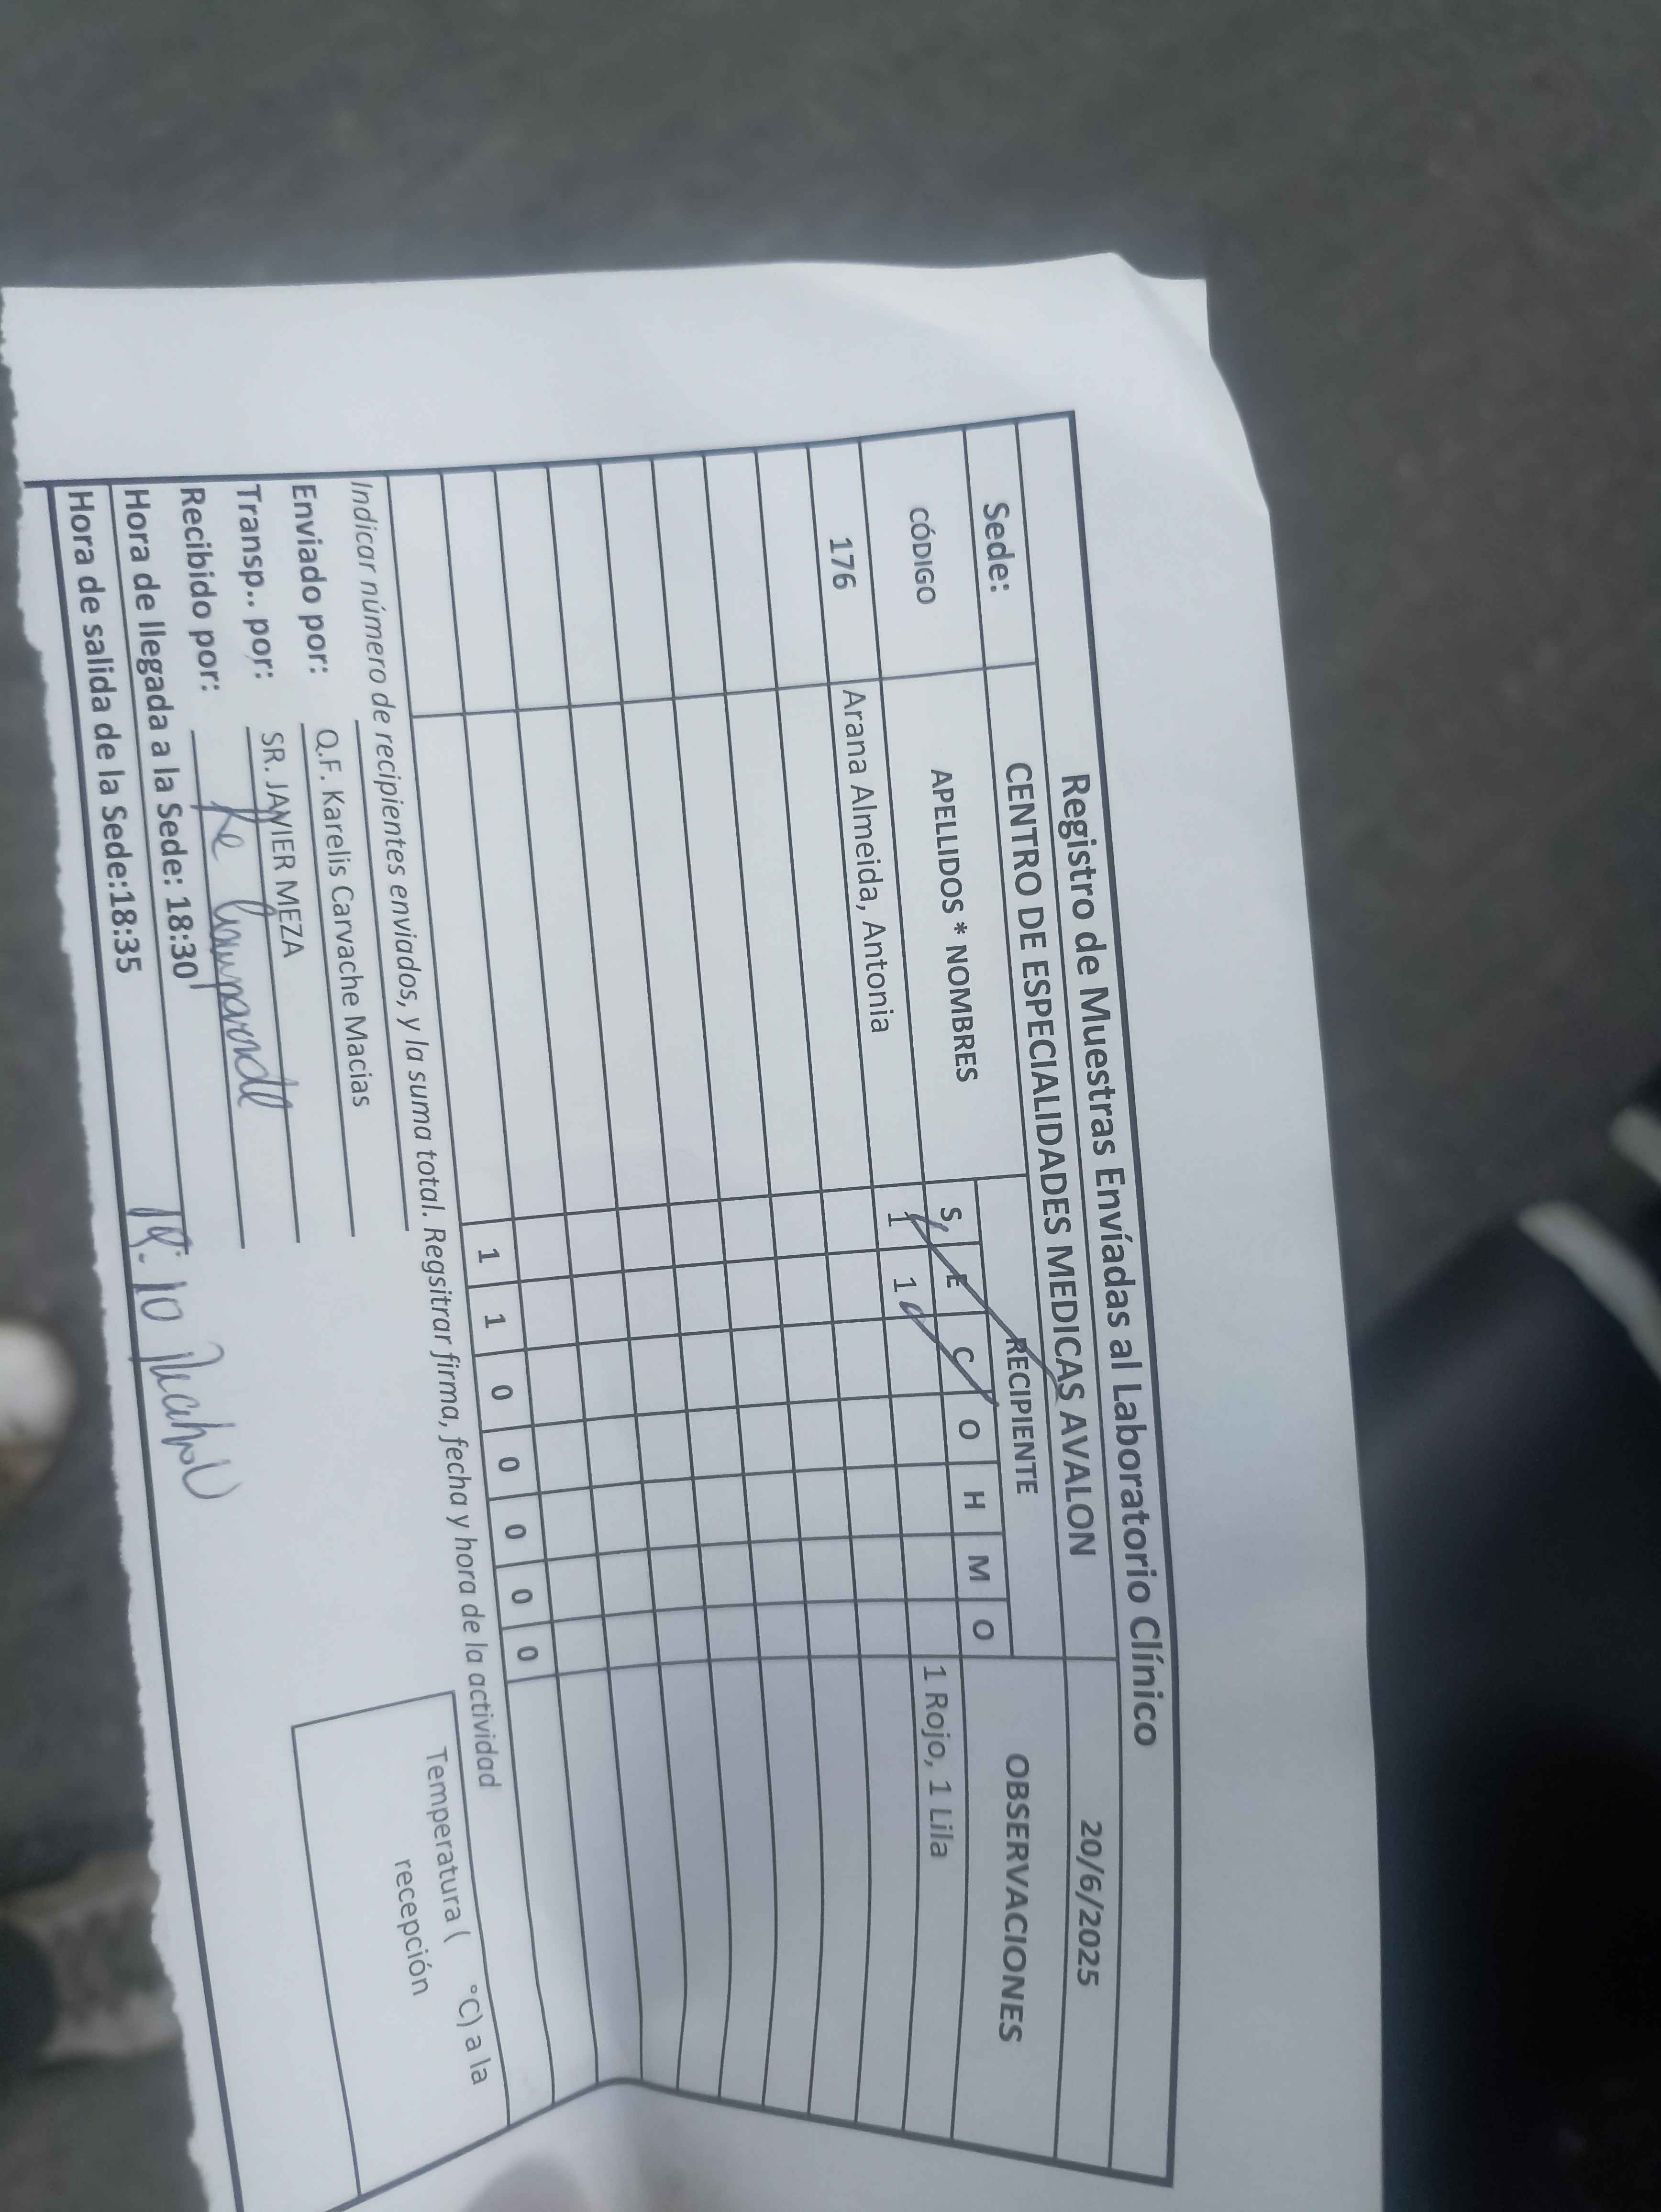 Registro de Muestras Envíadas al Laboratorio Clínico
Sede: CENTRO DE ESPECIALIDADES MEDICAS AVALON 20/6/2025
CÓDIGO APELLIDOS * NOMBRES RECIPIENTE OBSERVACIONES
S E C O H M O
176 Arana Almeida, Antonia 1 1 1 Rojo, 1 Lila
1 1 0 0 0 0 0
Indicar número de recipientes enviados, y la suma total. Regsitrar firma, fecha y hora de la actividad
Enviado por: Q.F. Karelis Carvache Macias
Transp.. por: SR. JAVIER MEZA
Recibido por:
Hora de llegada a la Sede: 18:30
Hora de salida de la Sede:18:35
Temperatura ( °C) a la
recepción